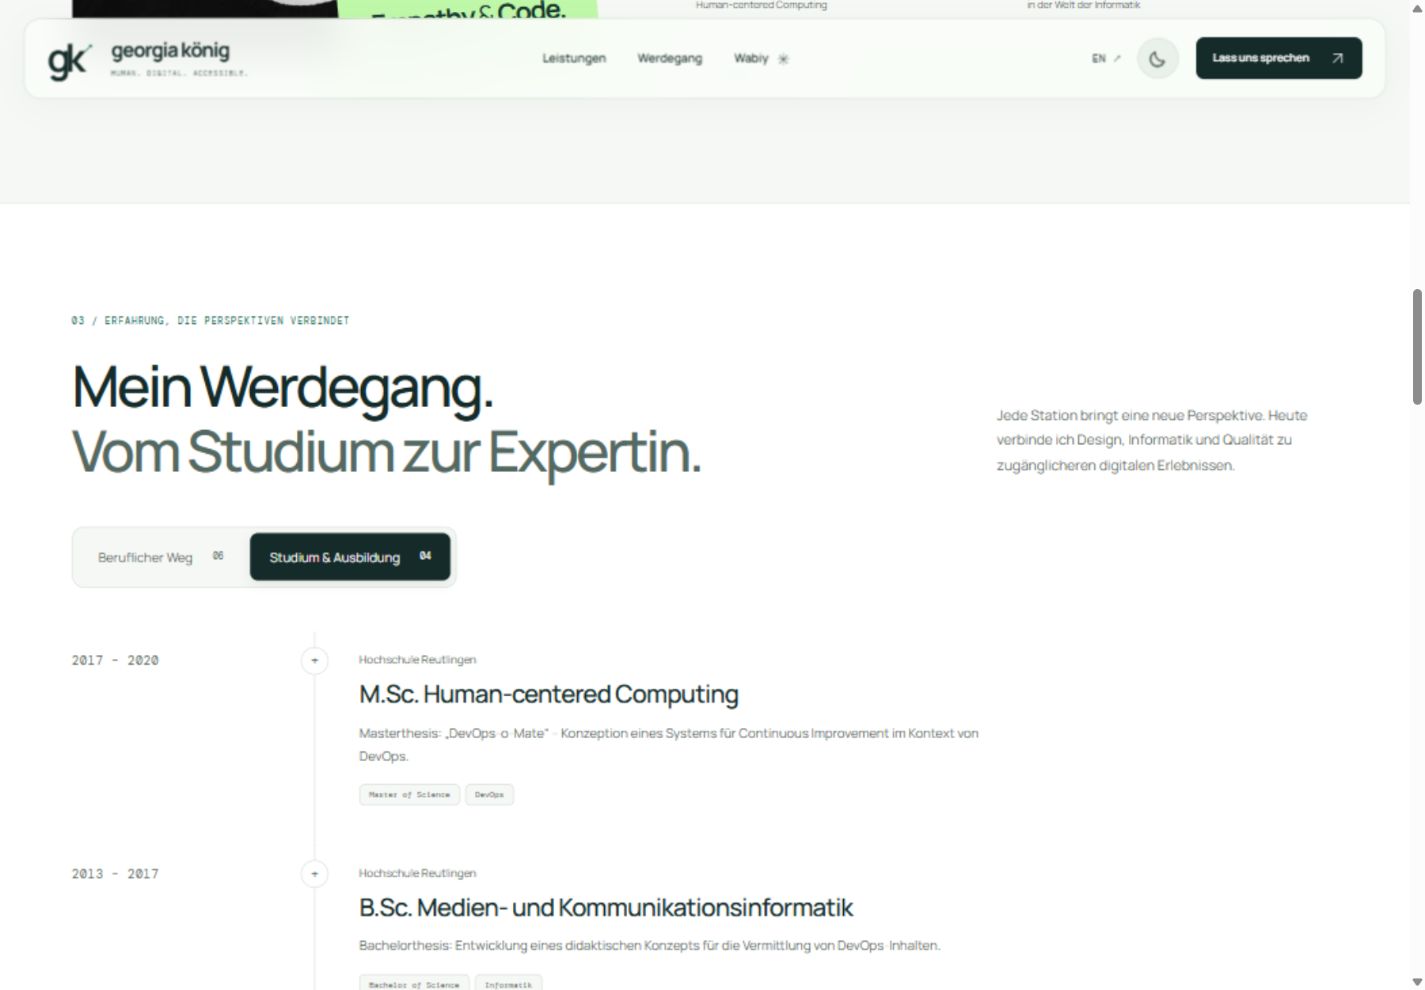 Empathy & Code.
Human-centered Computing
in der Welt der Informatik
gk
georgia könig
HUMAN. DIGITAL. ACCESSIBLE.
Leistungen
Werdegang
Wabiy
EN ↗
Lass uns sprechen
03 / ERFAHRUNG, DIE PERSPEKTIVEN VERBINDET
Mein Werdegang.
Vom Studium zur Expertin.
Jede Station bringt eine neue Perspektive. Heute
verbinde ich Design, Informatik und Qualität zu
zugänglicheren digitalen Erlebnissen.
Beruflicher Weg 06
Studium & Ausbildung 04
2017 – 2020
Hochschule Reutlingen
M.Sc. Human-centered Computing
Masterthesis: „DevOps-o-Mate“ – Konzeption eines Systems für Continuous Improvement im Kontext von
DevOps.
Master of Science
DevOps
2013 – 2017
Hochschule Reutlingen
B.Sc. Medien- und Kommunikationsinformatik
Bachelorthesis: Entwicklung eines didaktischen Konzepts für die Vermittlung von DevOps-Inhalten.
Bachelor of Science
Informatik